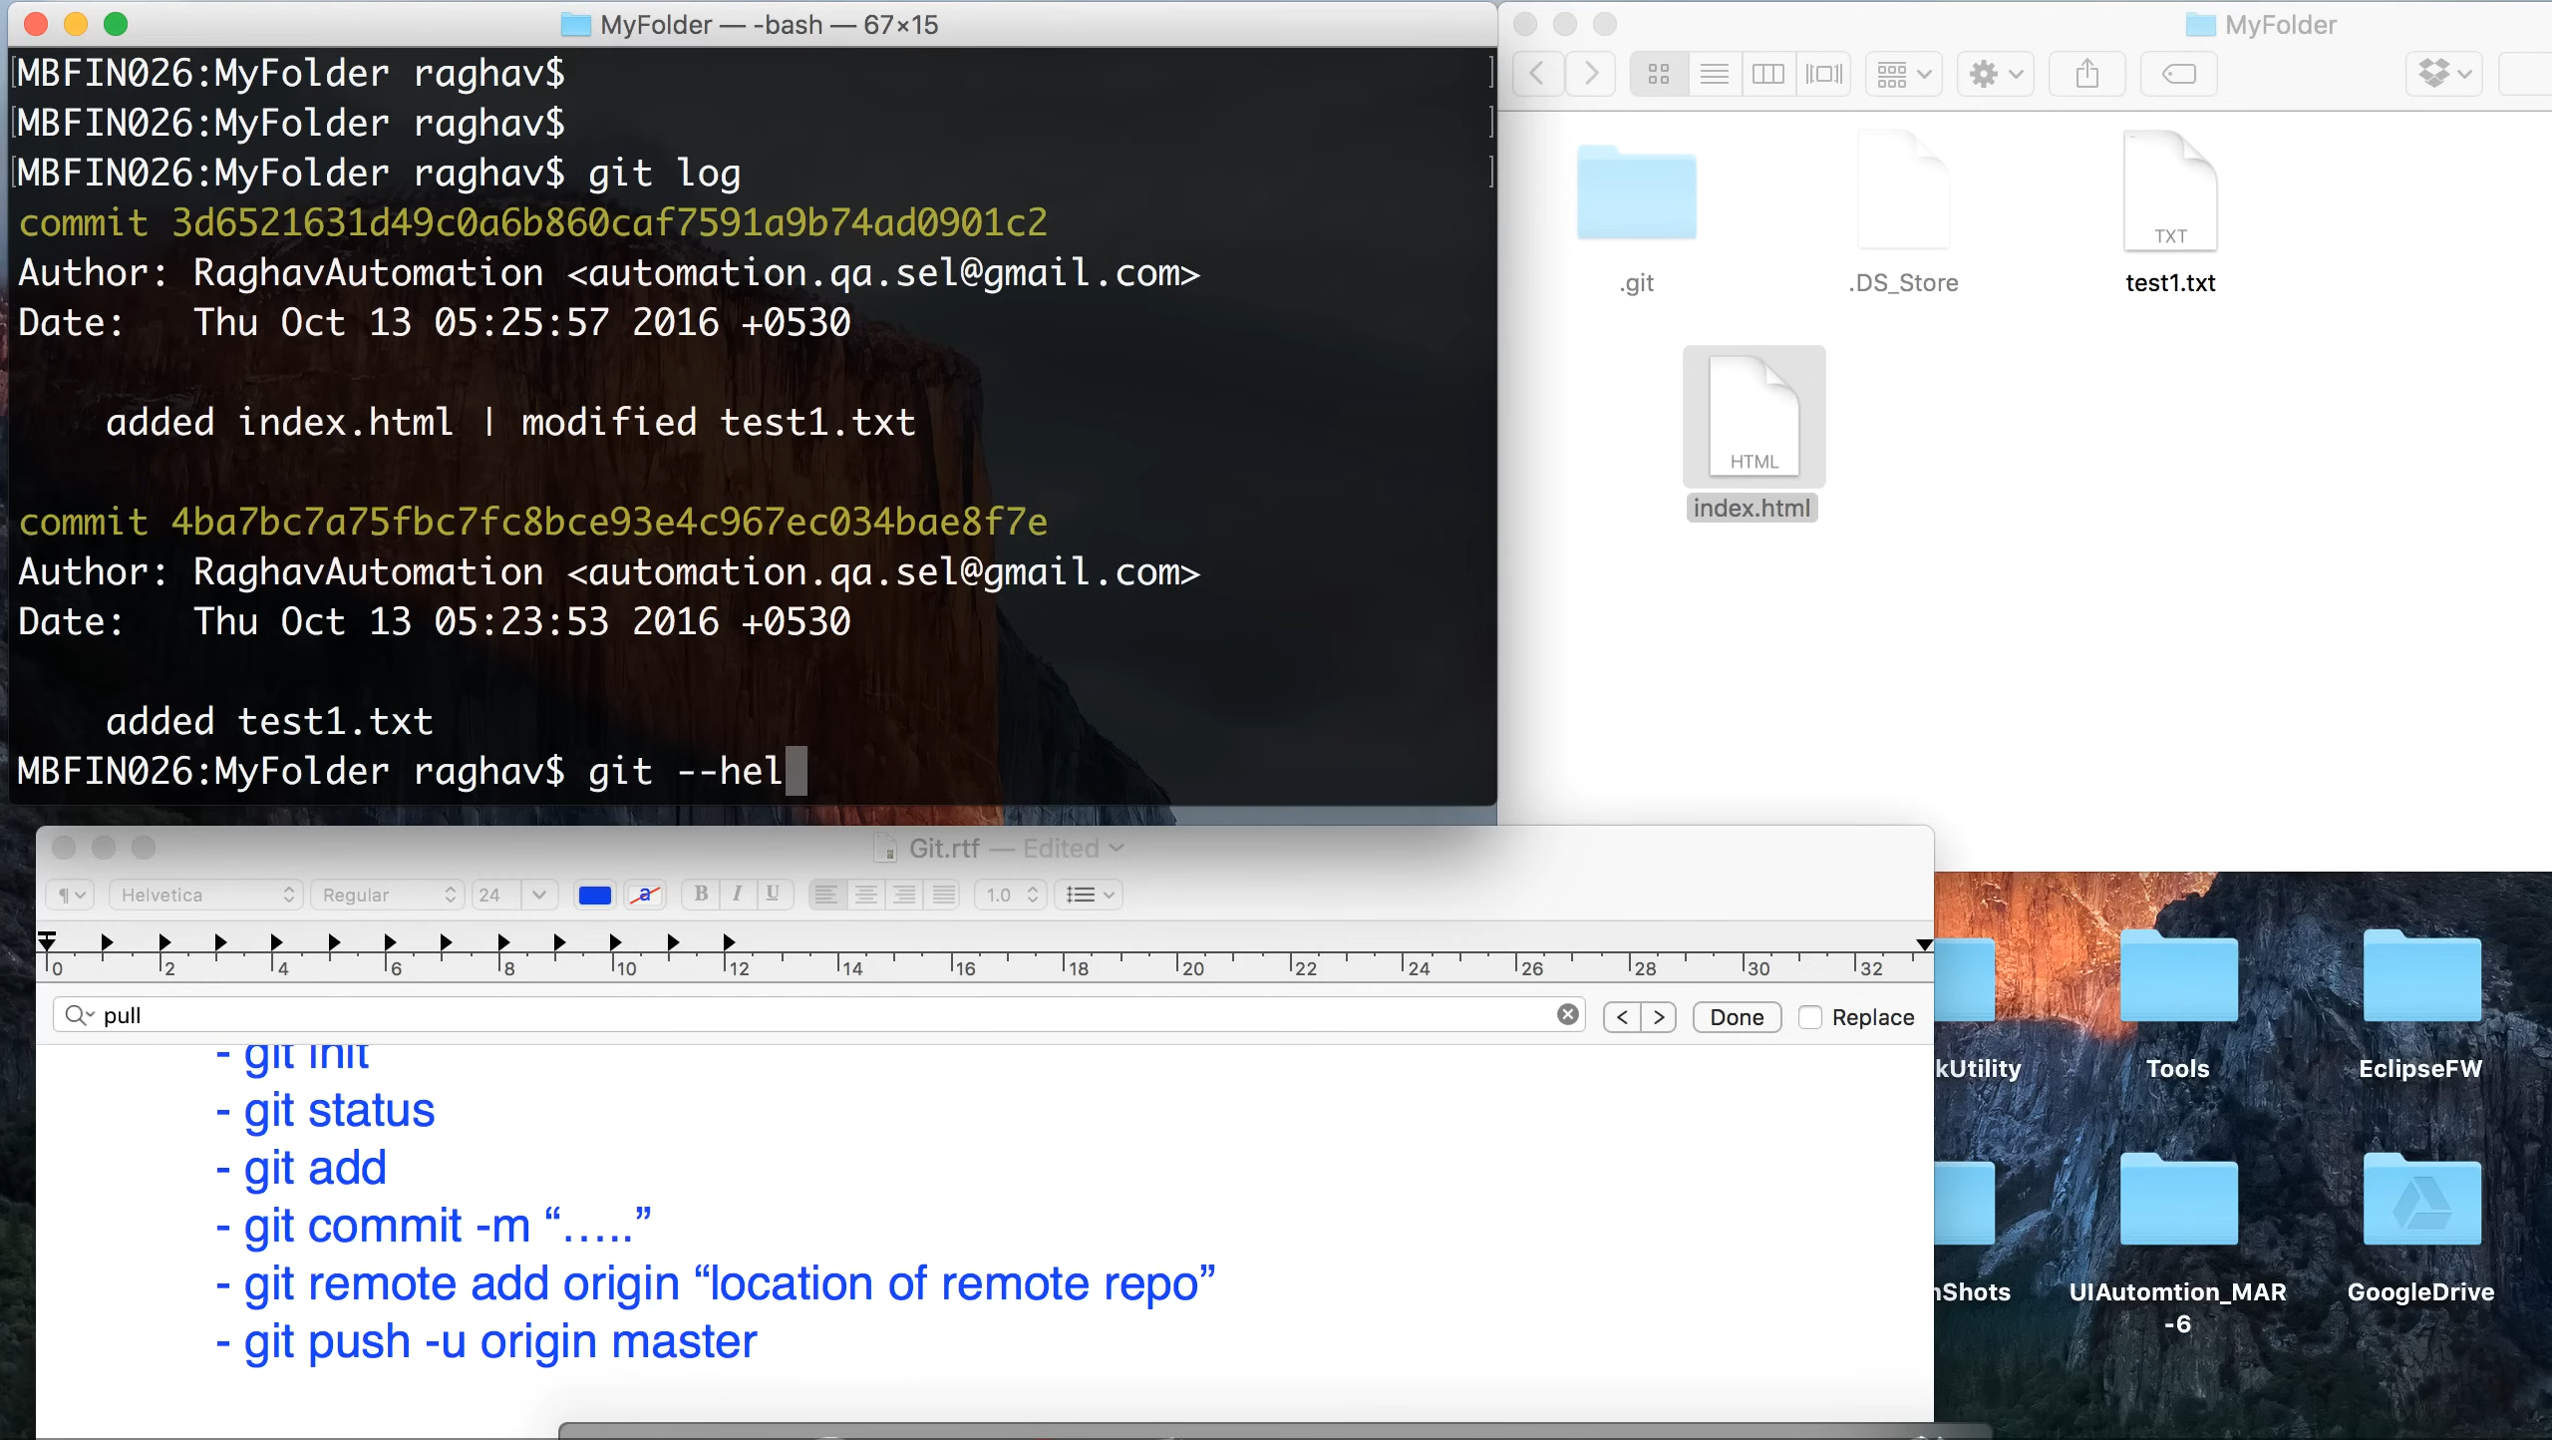 MyFolder — -bash — 67×15
MBFIN026:MyFolder raghav$
MBFIN026:MyFolder raghav$
MBFIN026:MyFolder raghav$ git log
commit 3d6521631d49c0a6b860caf7591a9b74ad0901c2
Author: RaghavAutomation <automation.qa.sel@gmail.com>
Date:   Thu Oct 13 05:25:57 2016 +0530
added index.html | modified test1.txt
commit 4ba7bc7a75fbc7fc8bce93e4c967ec034bae8f7e
Author: RaghavAutomation <automation.qa.sel@gmail.com>
Date:   Thu Oct 13 05:23:53 2016 +0530
added test1.txt
MBFIN026:MyFolder raghav$ git --hel
MyFolder
TXT
.git .DS_Store test1.txt
HTML
index.html
Git.rtf — Edited
¶ Helvetica Regular 24 a B I U 1.0
0 2 4 6 8 10 12 14 16 18 20 22 24 26 28 30 32
pull < > Done Replace
- git init
- git status
- git add
- git commit -m “…..”
- git remote add origin “location of remote repo”
- git push -u origin master
kUtility Tools EclipseFW
nShots UIAutomtion_MAR GoogleDrive
-6